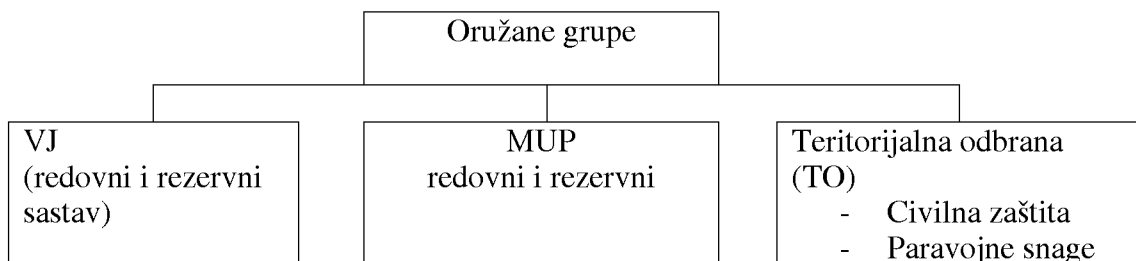 Oružane grupe
VJ
(redovni i rezervni
sastav)
MUP
redovni i rezervni
Teritorijalna odbrana
(TO)
- Civilna zaštita
- Paravojne snage